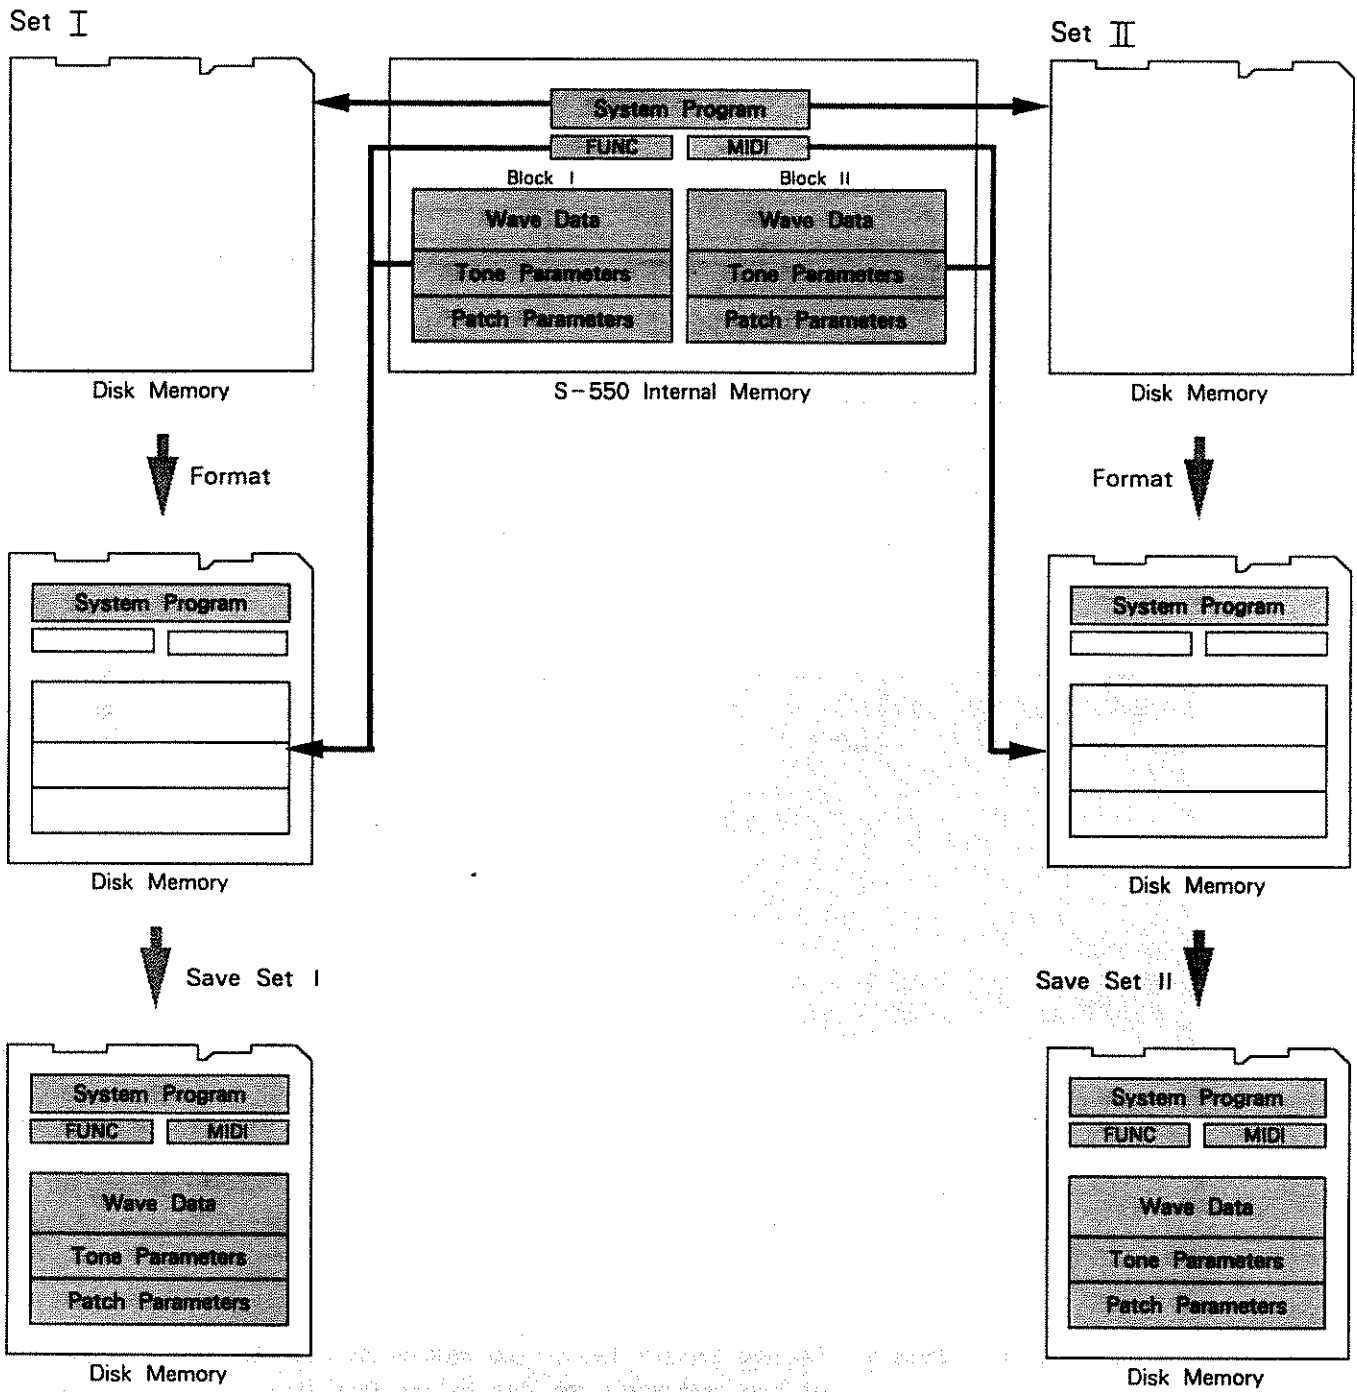 Set I
Set II
System Program
FUNC
MIDI
Block I
Block II
Wave Data
Wave Data
Tone Parameters
Tone Parameters
Patch Parameters
Patch Parameters
Disk Memory
S-550 Internal Memory
Disk Memory
Format
Format
System Program
System Program
Disk Memory
Disk Memory
Save Set I
Save Set II
System Program
FUNC
MIDI
System Program
FUNC
MIDI
Wave Data
Tone Parameters
Patch Parameters
Wave Data
Tone Parameters
Patch Parameters
Disk Memory
Disk Memory